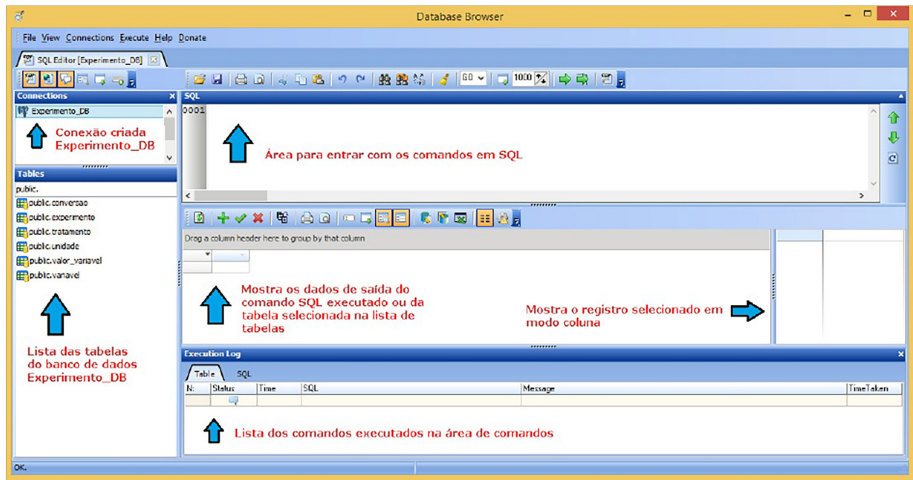 Database Browser
File View Connections Execute Help Donate
SQL Editor [Experimento_DB]
60
1000
Connections
SQL
Experimento_DB
0001
Conexão criada
Experimento_DB
Área para entrar com os comandos em SQL
Tables
public.
public.conversao
public.experimento
public.tratamento
public.unidade
public.valor_variavel
public.variavel
Drag a column header here to group by that column
Mostra os dados de saída do
comando SQL executado ou da
tabela selecionada na lista de
tabelas
Mostra o registro selecionado em
modo coluna
Lista das tabelas
do banco de dados
Experimento_DB
Execution Log
Table SQL
N: Status Time SQL Message TimeTaken
Lista dos comandos executados na área de comandos
OK.